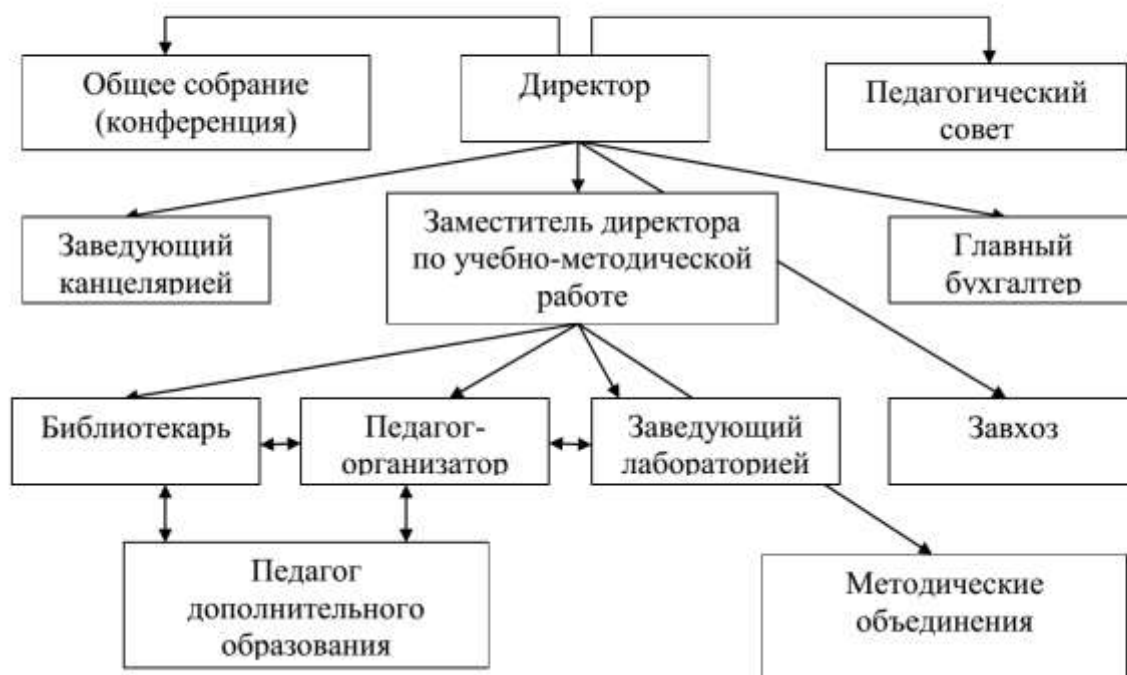 Общее собрание
(конференция)
Директор
Педагогический
совет
Заведующий
канцелярией
Заместитель директора
по учебно-методической
работе
Главный
бухгалтер
Библиотекарь
Педагог-
организатор
Заведующий
лабораторией
Завхоз
Педагог
дополнительного
образования
Методические
объединения